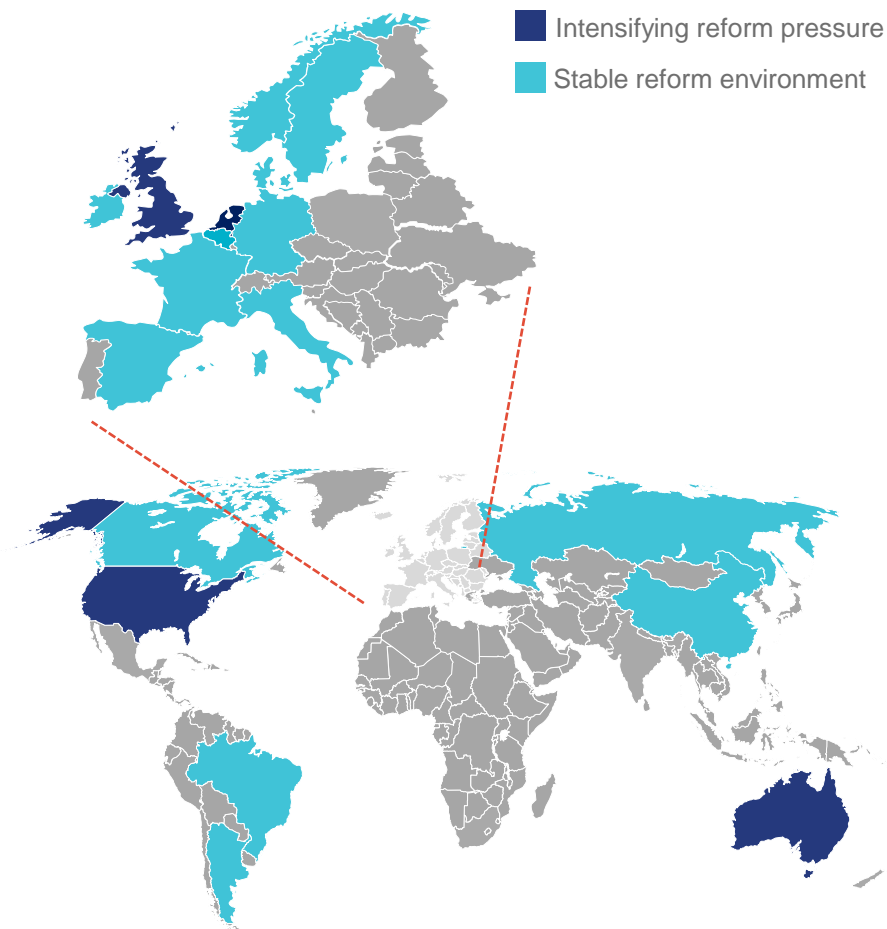 Intensifying reform pressure
Stable reform environment